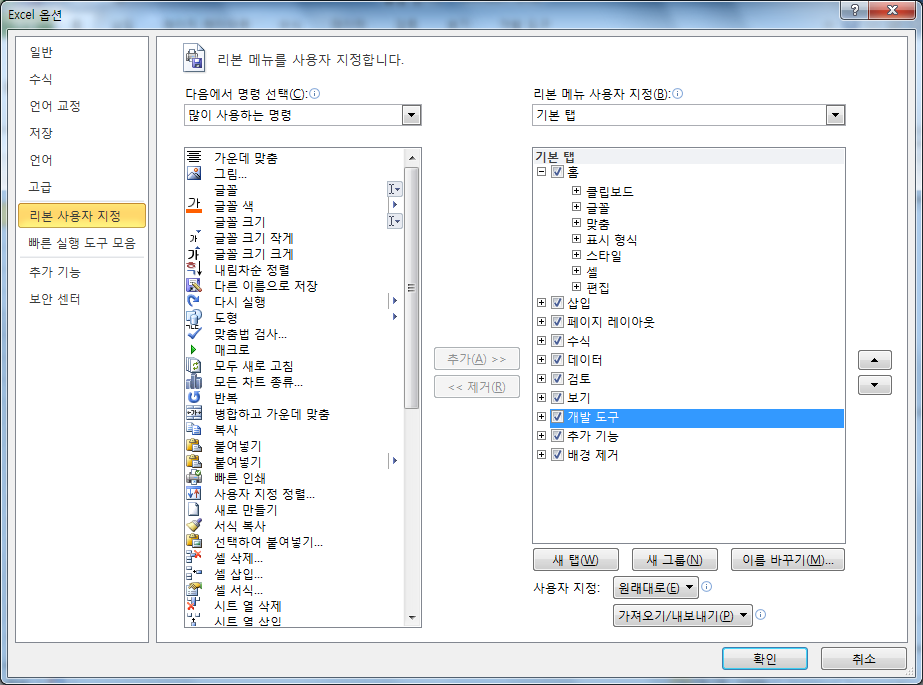 Excel 옵션
일반
수식
언어 교정
저장
언어
고급
리본 사용자 지정
빠른 실행 도구 모음
추가 기능
보안 센터
리본 메뉴를 사용자 지정합니다.
다음에서 명령 선택(C):
많이 사용하는 명령
가운데 맞춤
그림...
글꼴
글꼴 색
글꼴 크기
글꼴 크기 작게
글꼴 크기 크게
내림차순 정렬
다른 이름으로 저장
다시 실행
도형
맞춤법 검사...
매크로
모두 새로 고침
모든 차트 종류...
반복
병합하고 가운데 맞춤
복사
붙여넣기
붙여넣기
빠른 인쇄
사용자 지정 정렬...
새로 만들기
서식 복사
선택하여 붙여넣기...
셀 삭제...
셀 삽입...
셀 서식...
시트 열 삭제
시트 열 삽입
추가(A) >>
<< 제거(R)
리본 메뉴 사용자 지정(B):
기본 탭
기본 탭
홈
클립보드
글꼴
맞춤
표시 형식
스타일
셀
편집
삽입
페이지 레이아웃
수식
데이터
검토
보기
개발 도구
추가 기능
배경 제거
새 탭(W)
새 그룹(N)
이름 바꾸기(M)...
사용자 지정:
원래대로(E)
가져오기/내보내기(P)
확인
취소